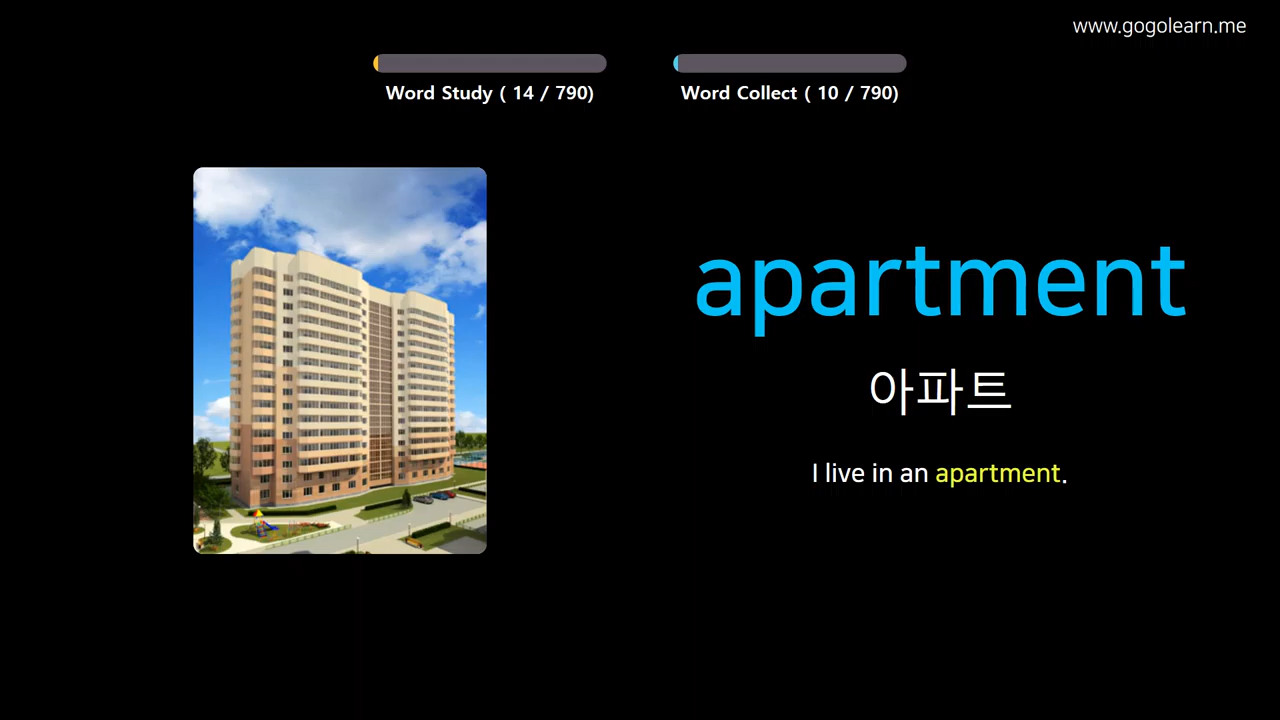 www.gogolearn.me
Word Study ( 14 / 790)
Word Collect ( 10 / 790)
apartment
아파트
I live in an apartment.